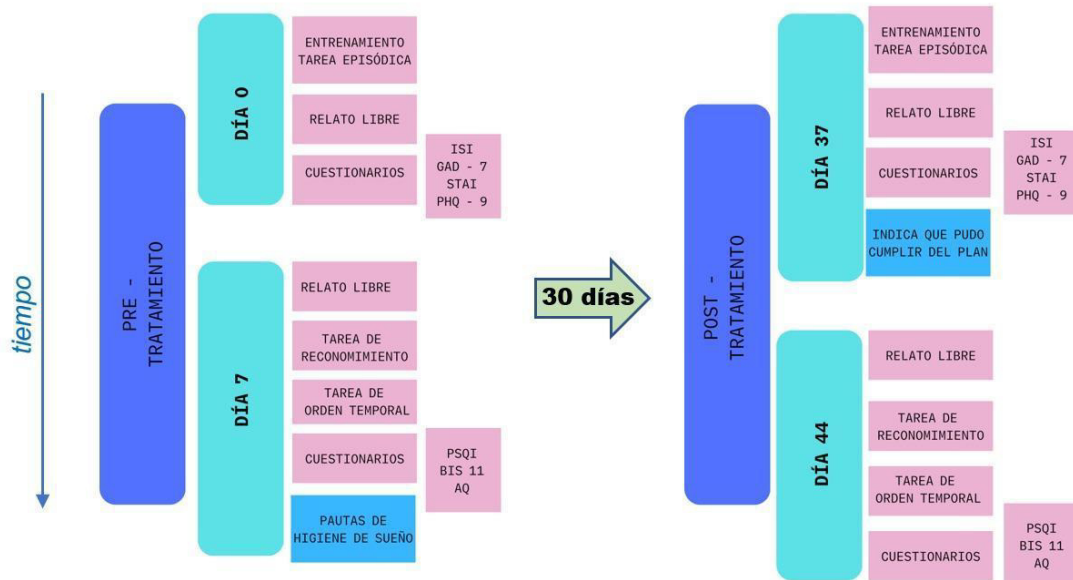 tiempo
PRE -
TRATAMIENTO
DÍA 0
ENTRENAMIENTO
TAREA EPISÓDICA
RELATO LIBRE
CUESTIONARIOS
ISI
GAD - 7
STAI
PHQ - 9
DÍA 7
RELATO LIBRE
TAREA DE
RECONOMIMIENTO
TAREA DE
ORDEN TEMPORAL
CUESTIONARIOS
PSQI
BIS 11
AQ
PAUTAS DE
HIGIENE DE SUEÑO
30 días
POST -
TRATAMIENTO
DÍA 37
ENTRENAMIENTO
TAREA EPISÓDICA
RELATO LIBRE
CUESTIONARIOS
ISI
GAD - 7
STAI
PHQ - 9
INDICA QUE PUDO
CUMPLIR DEL PLAN
DÍA 44
RELATO LIBRE
TAREA DE
RECONOMIMIENTO
TAREA DE
ORDEN TEMPORAL
CUESTIONARIOS
PSQI
BIS 11
AQ